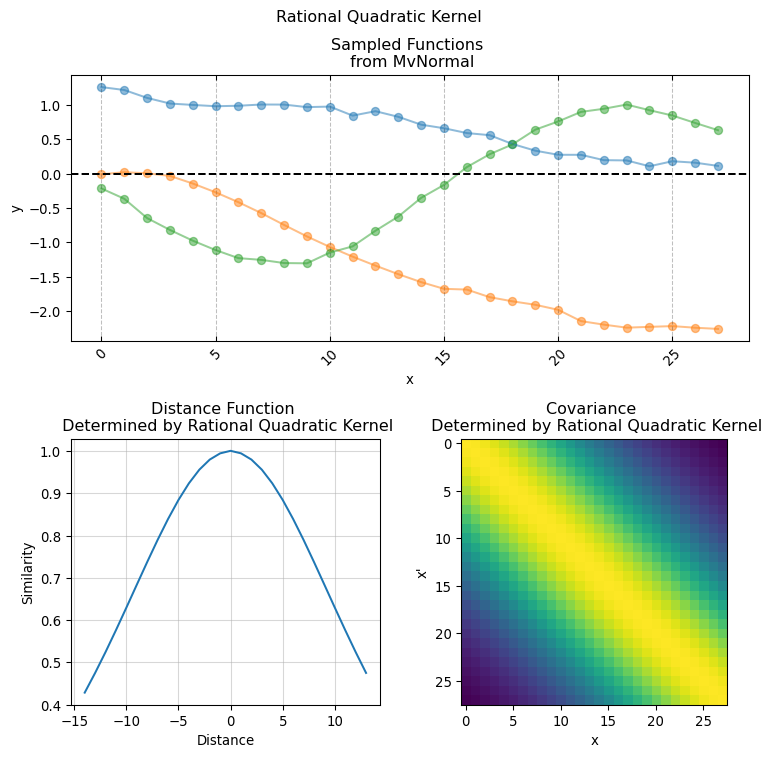 Rational Quadratic Kernel
Sampled Functions
from MvNormal
1.0
0.5
0.0
−0.5
−1.0
−1.5
−2.0
y
0
5
10
15
20
25
x
Distance Function
Determined by Rational Quadratic Kernel
1.0
0.9
0.8
0.7
0.6
0.5
0.4
Similarity
−15
−10
−5
0
5
10
Distance
Covariance
Determined by Rational Quadratic Kernel
0
5
10
15
20
25
x'
0
5
10
15
20
25
x